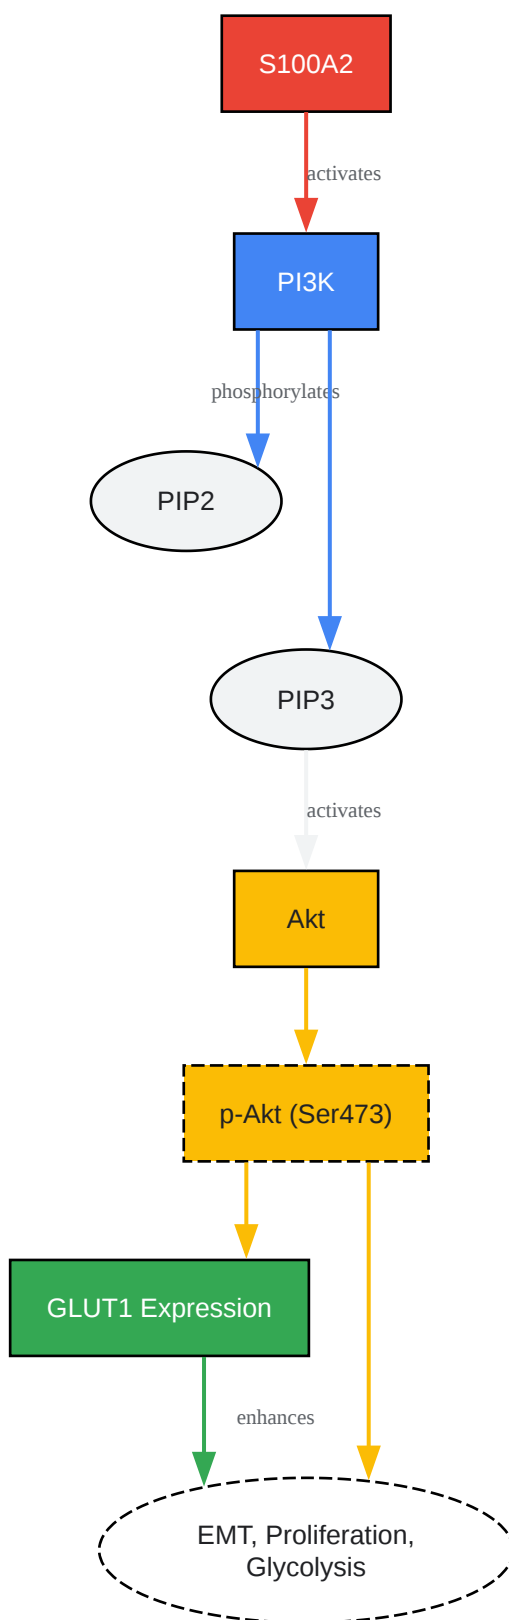 S100A2
activates
PI3K
phosphorylates
PIP2
PIP3
activates
Akt
p-Akt (Ser473)
GLUT1 Expression
enhances
EMT, Proliferation,
Glycolysis